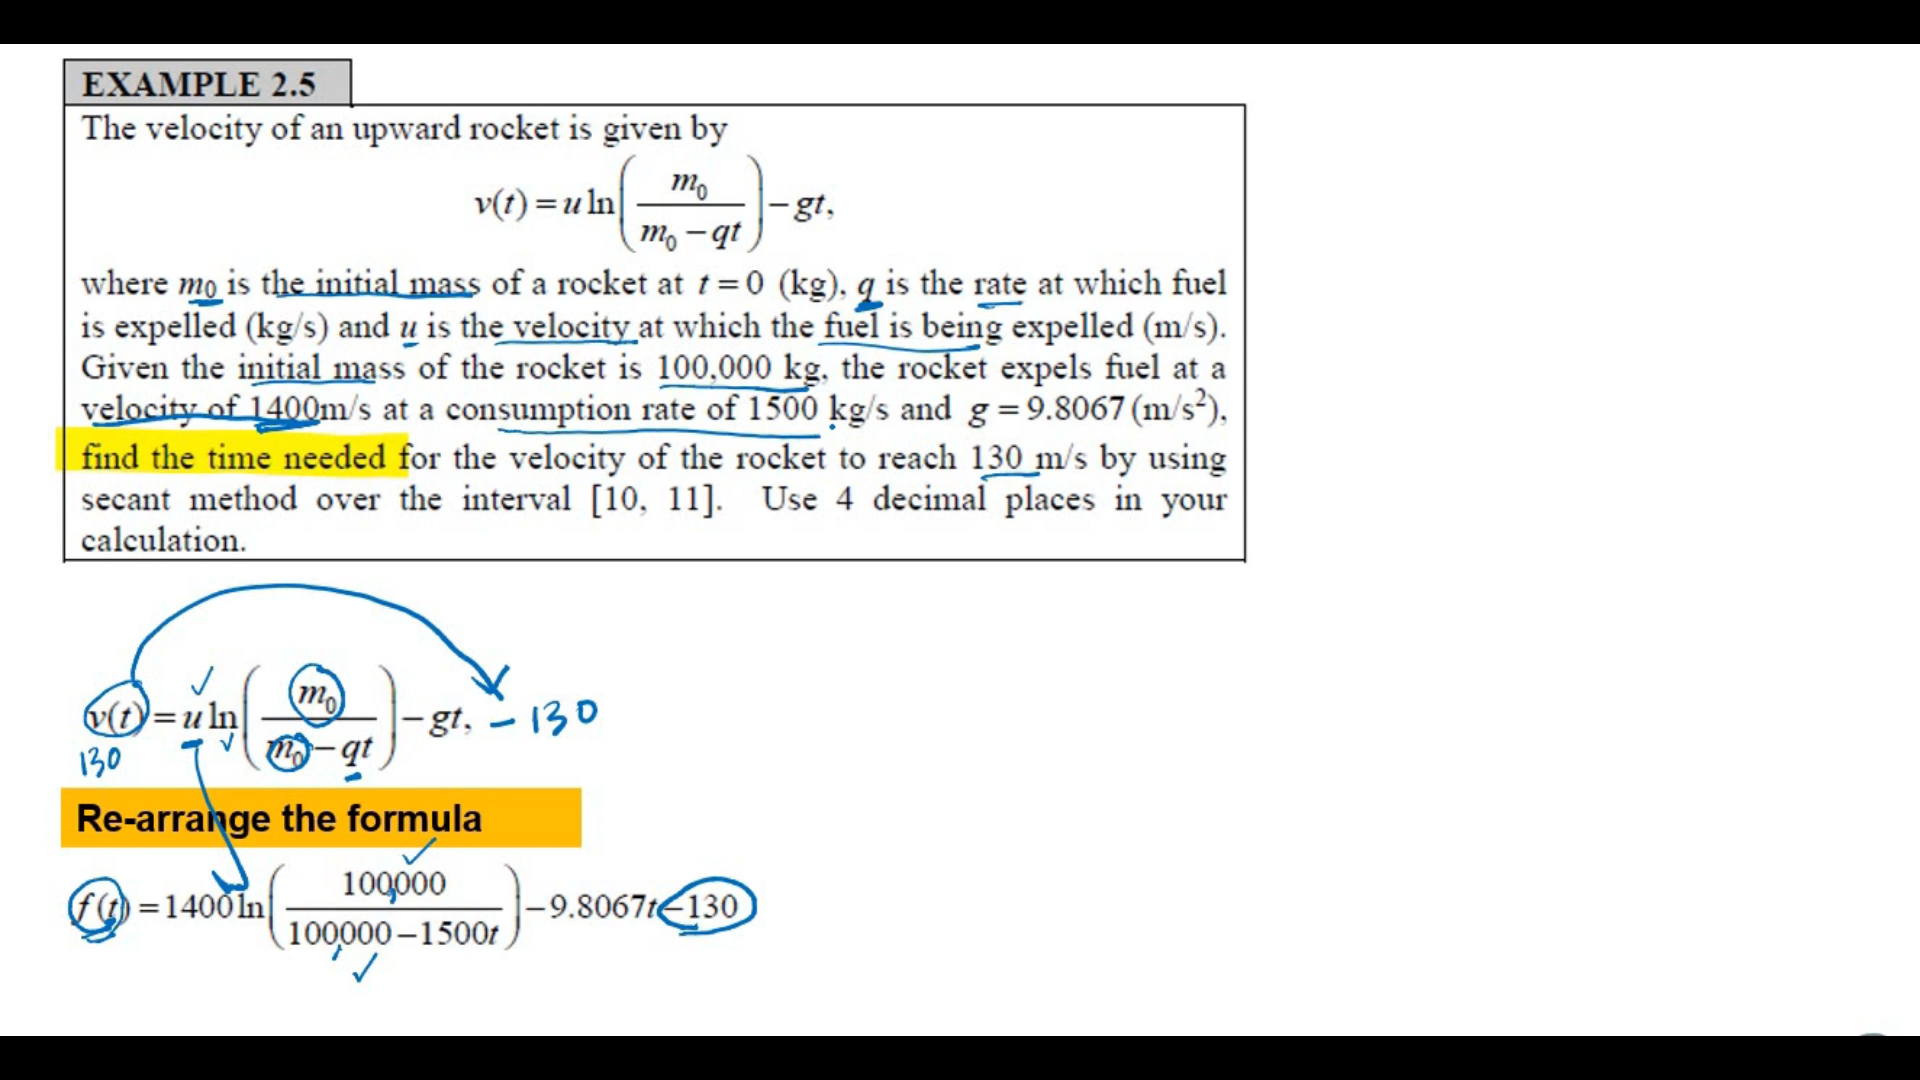 EXAMPLE 2.5
The velocity of an upward rocket is given by
v(t) = u ln(m₀ / (m₀ − qt)) − gt,
where m₀ is the initial mass of a rocket at t = 0 (kg), q is the rate at which fuel
is expelled (kg/s) and u is the velocity at which the fuel is being expelled (m/s).
Given the initial mass of the rocket is 100,000 kg, the rocket expels fuel at a
velocity of 1400m/s at a consumption rate of 1500 kg/s and g = 9.8067 (m/s²),
find the time needed for the velocity of the rocket to reach 130 m/s by using
secant method over the interval [10, 11]. Use 4 decimal places in your
calculation.
v(t) = u ln(m₀ / (m₀ − qt)) − gt, − 130
130
Re-arrange the formula
f(t) = 1400 ln(100,000 / (100,000 − 1500t)) − 9.8067t − 130